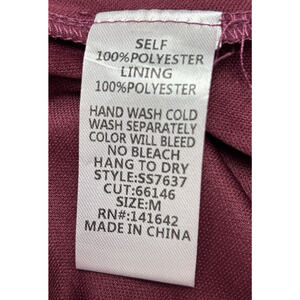 SELF
100%POLYESTER
LINING
100%POLYESTER
HAND WASH COLD
WASH SEPARATELY
COLOR WILL BLEED
NO BLEACH
HANG TO DRY
STYLE:SS7637
CUT:66146
SIZE:M
RN#:141642
MADE IN CHINA